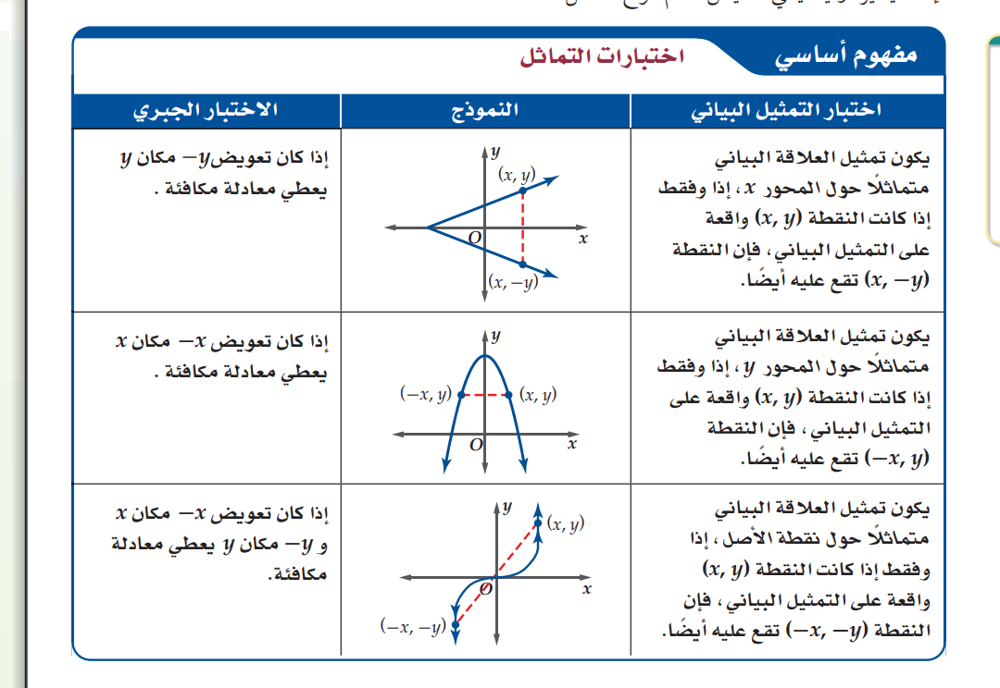 مفهوم أساسي
اختبارات التماثل
اختبار التمثيل البياني
النموذج
الاختبار الجبري
يكون تمثيل العلاقة البياني
متماثلًا حول المحور x، إذا وفقط
إذا كانت النقطة (x, y) واقعة
على التمثيل البياني، فإن النقطة
(x, −y) تقع عليه أيضًا.
y
(x, y)
O
x
(x, −y)
إذا كان تعويض y− مكان y
يعطي معادلة مكافئة .
يكون تمثيل العلاقة البياني
متماثلًا حول المحور y، إذا وفقط
إذا كانت النقطة (x, y) واقعة على
التمثيل البياني، فإن النقطة
(−x, y) تقع عليه أيضًا.
y
(−x, y)
(x, y)
O
x
إذا كان تعويض x− مكان x
يعطي معادلة مكافئة .
يكون تمثيل العلاقة البياني
متماثلًا حول نقطة الأصل، إذا
وفقط إذا كانت النقطة (x, y)
واقعة على التمثيل البياني، فإن
النقطة (−x, −y) تقع عليه أيضًا.
y
(x, y)
O
x
(−x, −y)
إذا كان تعويض x− مكان x
و y− مكان y يعطي معادلة
مكافئة.